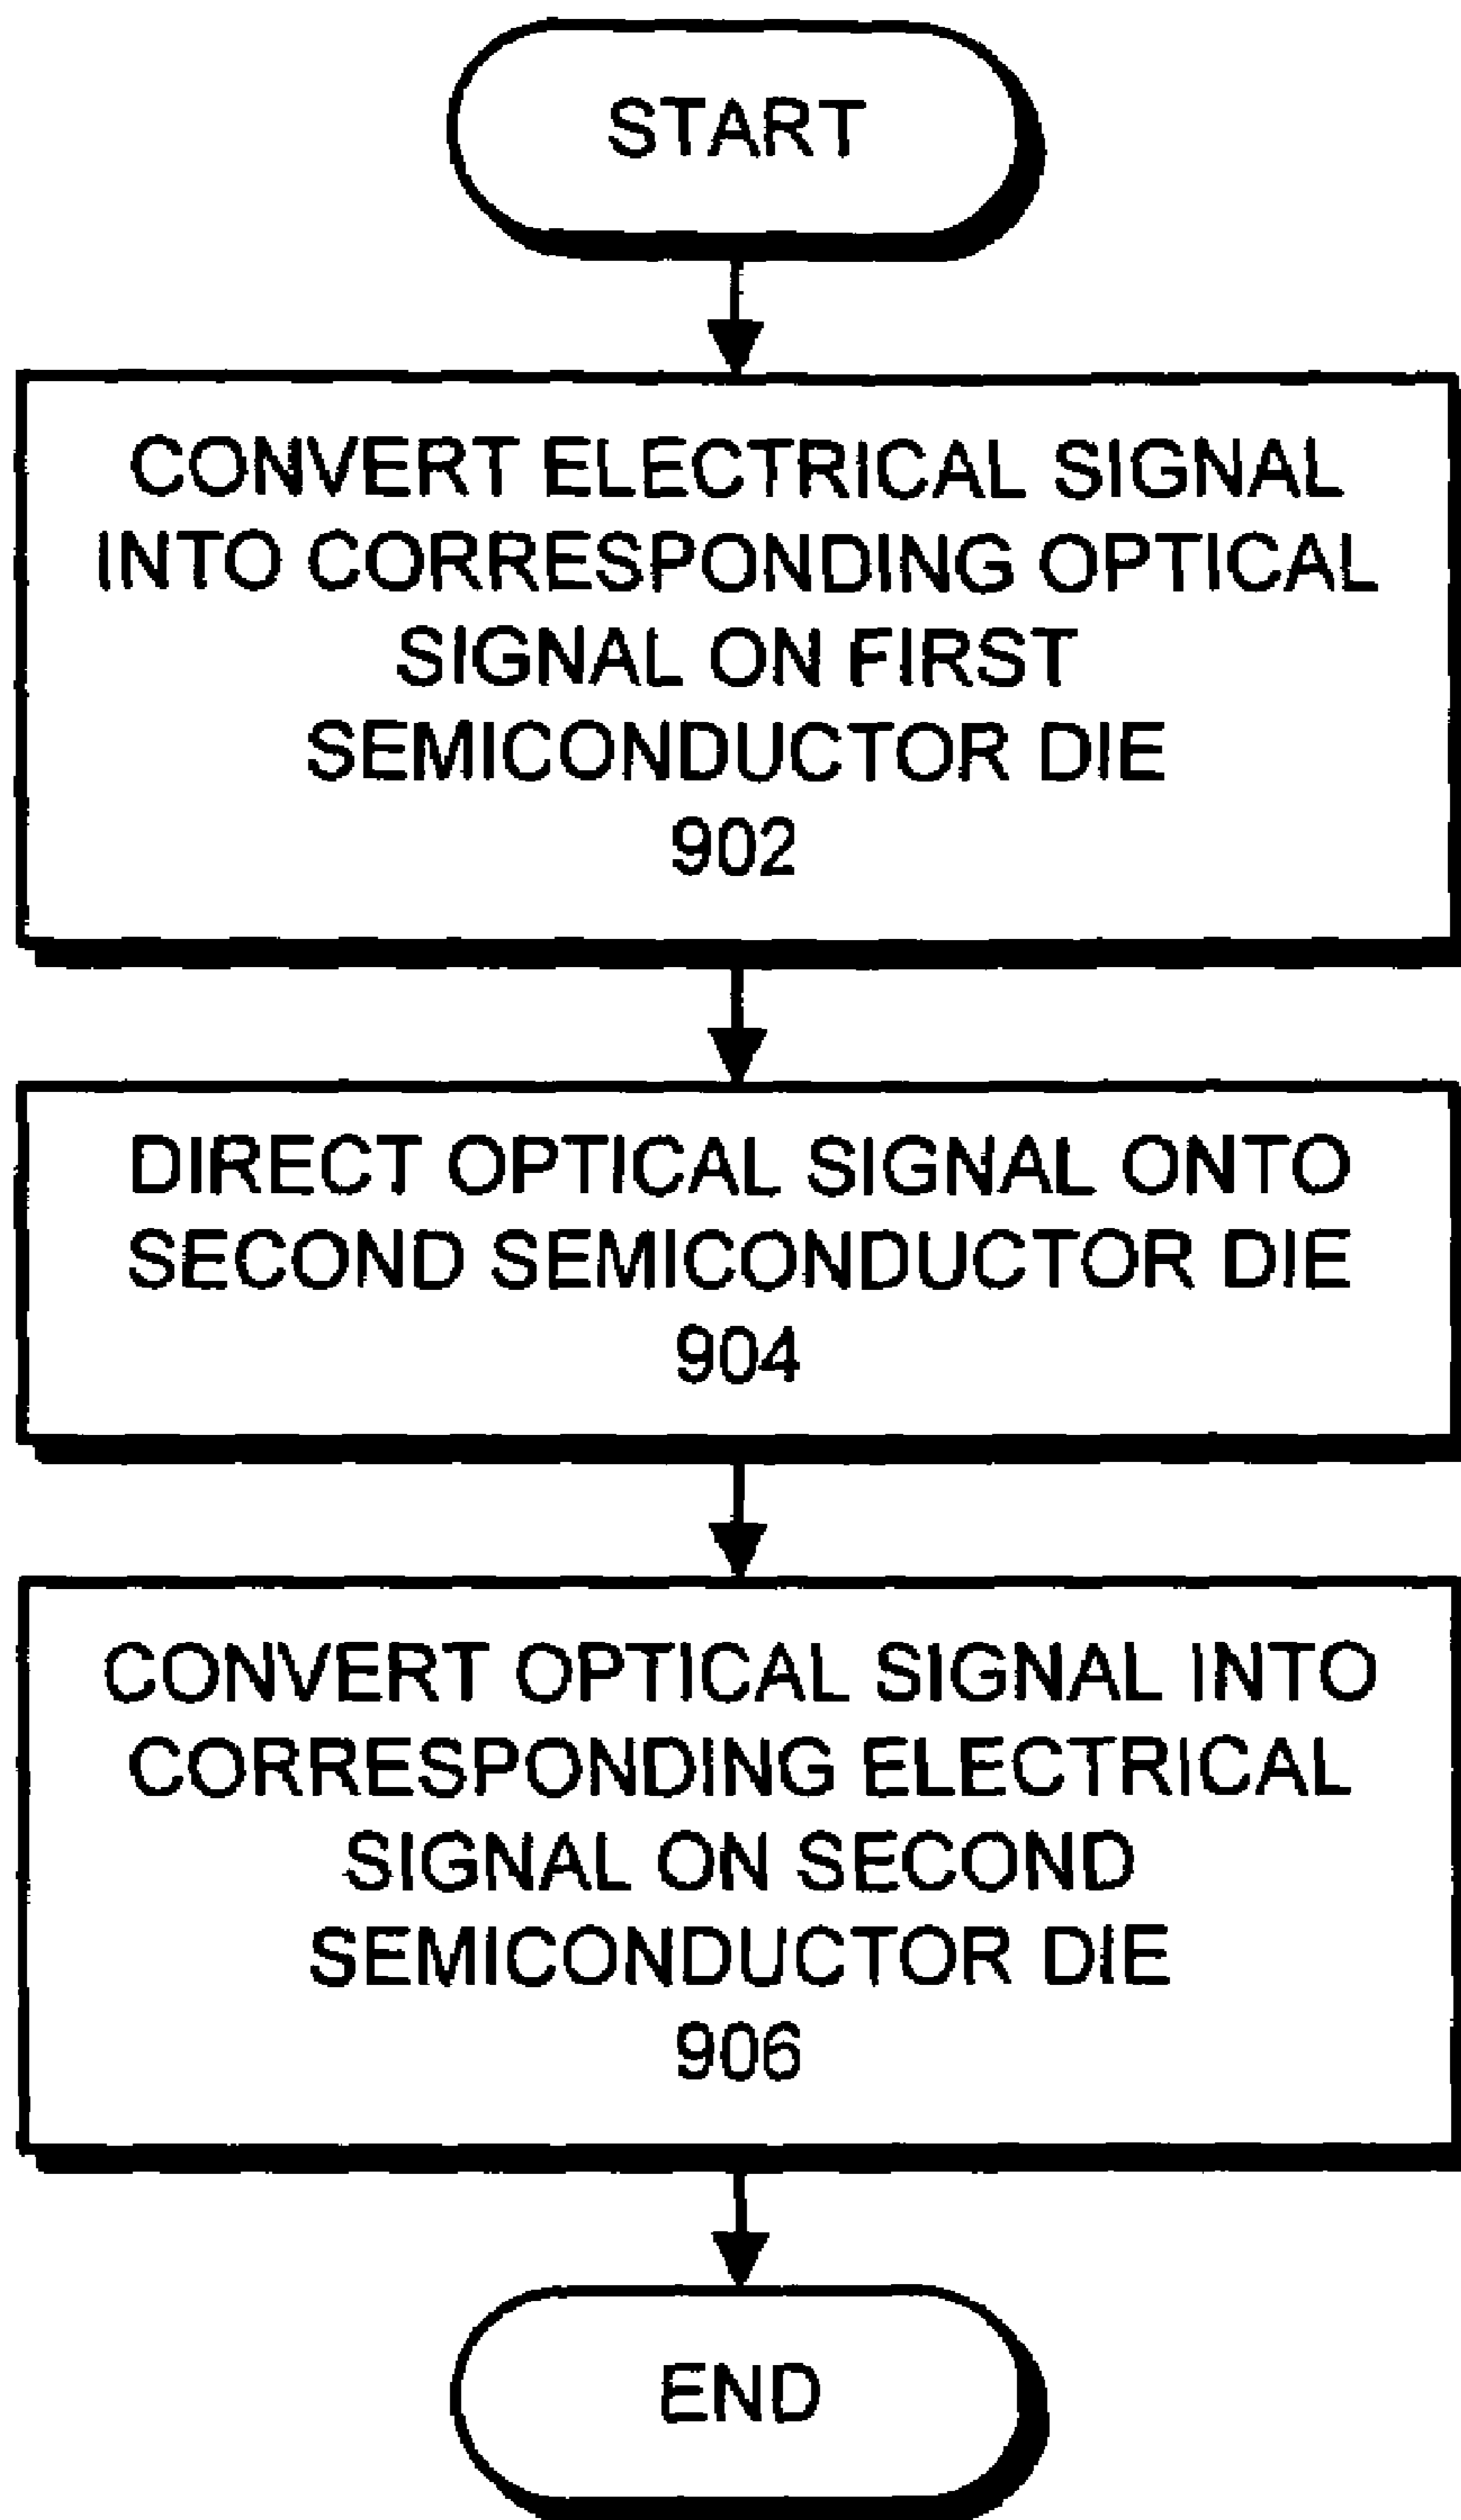 START
CONVERT ELECTRICAL SIGNAL
INTO CORRESPONDING OPTICAL
SIGNAL ON FIRST
SEMICONDUCTOR DIE
902
DIRECT OPTICAL SIGNAL ONTO
SECOND SEMICONDUCTOR DIE
904
CONVERT OPTICAL SIGNAL INTO
CORRESPONDING ELECTRICAL
SIGNAL ON SECOND
SEMICONDUCTOR DIE
906
END